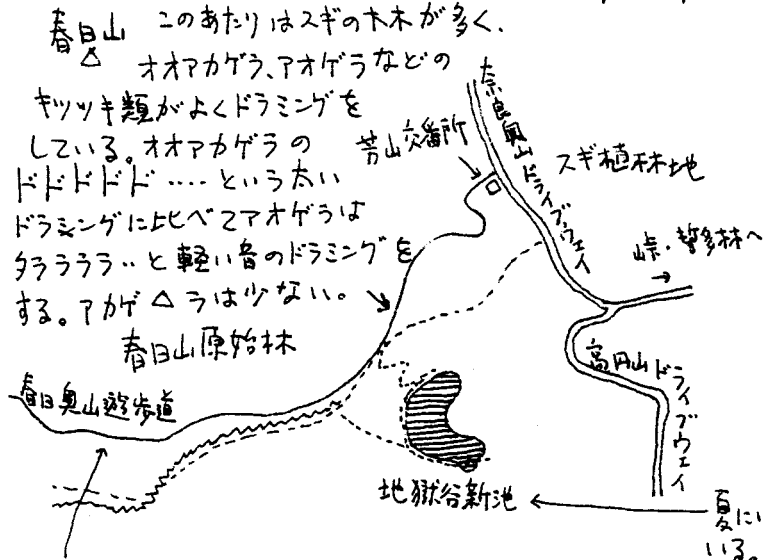 春日山
このあたりはスギの大木が多く、
オオアカゲラ、アオゲラなどの
キツツキ類がよくドラミングを
している。オオアカゲラの
ドドドドド‥‥という太い
ドラミングに比べてアオゲラは
タラララ‥と軽い音のドラミングを
する。アカゲラは少ない。
芳山交番所
奈良奥山ドライブウェイ
スギ植林地
峠・誓多林へ
春日山原始林
高円山ドライブウェイ
春日奥山遊歩道
地獄谷新池
夏にい
いる。